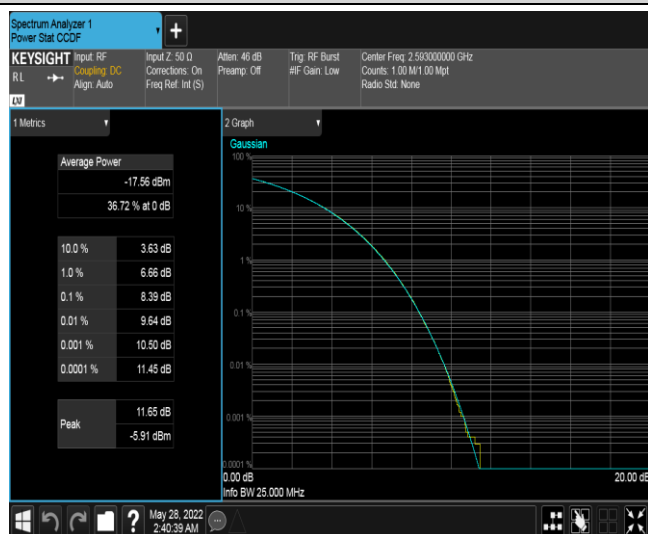 Spectrum Analyzer 1
Power Stat CCDF
KEYSIGHT
RL
LXI
Input: RF
Coupling: DC
Align: Auto
Input Z: 50 Ω
Corrections: On
Freq Ref: Int (S)
Atten: 46 dB
Preamp: Off
Trig: RF Burst
#IF Gain: Low
Center Freq: 2.593000000 GHz
Counts: 1.00 M/1.00 Mpt
Radio Std: None
1 Metrics
Average Power
-17.56 dBm
36.72 % at 0 dB
10.0 % 3.63 dB
1.0 % 6.66 dB
0.1 % 8.39 dB
0.01 % 9.64 dB
0.001 % 10.50 dB
0.0001 % 11.45 dB
Peak
11.65 dB
-5.91 dBm
2 Graph
Gaussian
100 %
10 %
1 %
0.1 %
0.01 %
0.001 %
0.0001 %
0.00 dB 20.00 dB
Info BW 25.000 MHz
?
May 28, 2022
2:40:39 AM